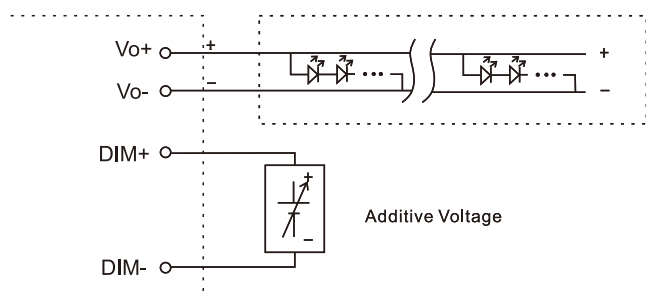 Vo+ + +
Vo- − −
DIM+
+
Additive Voltage
−
DIM-